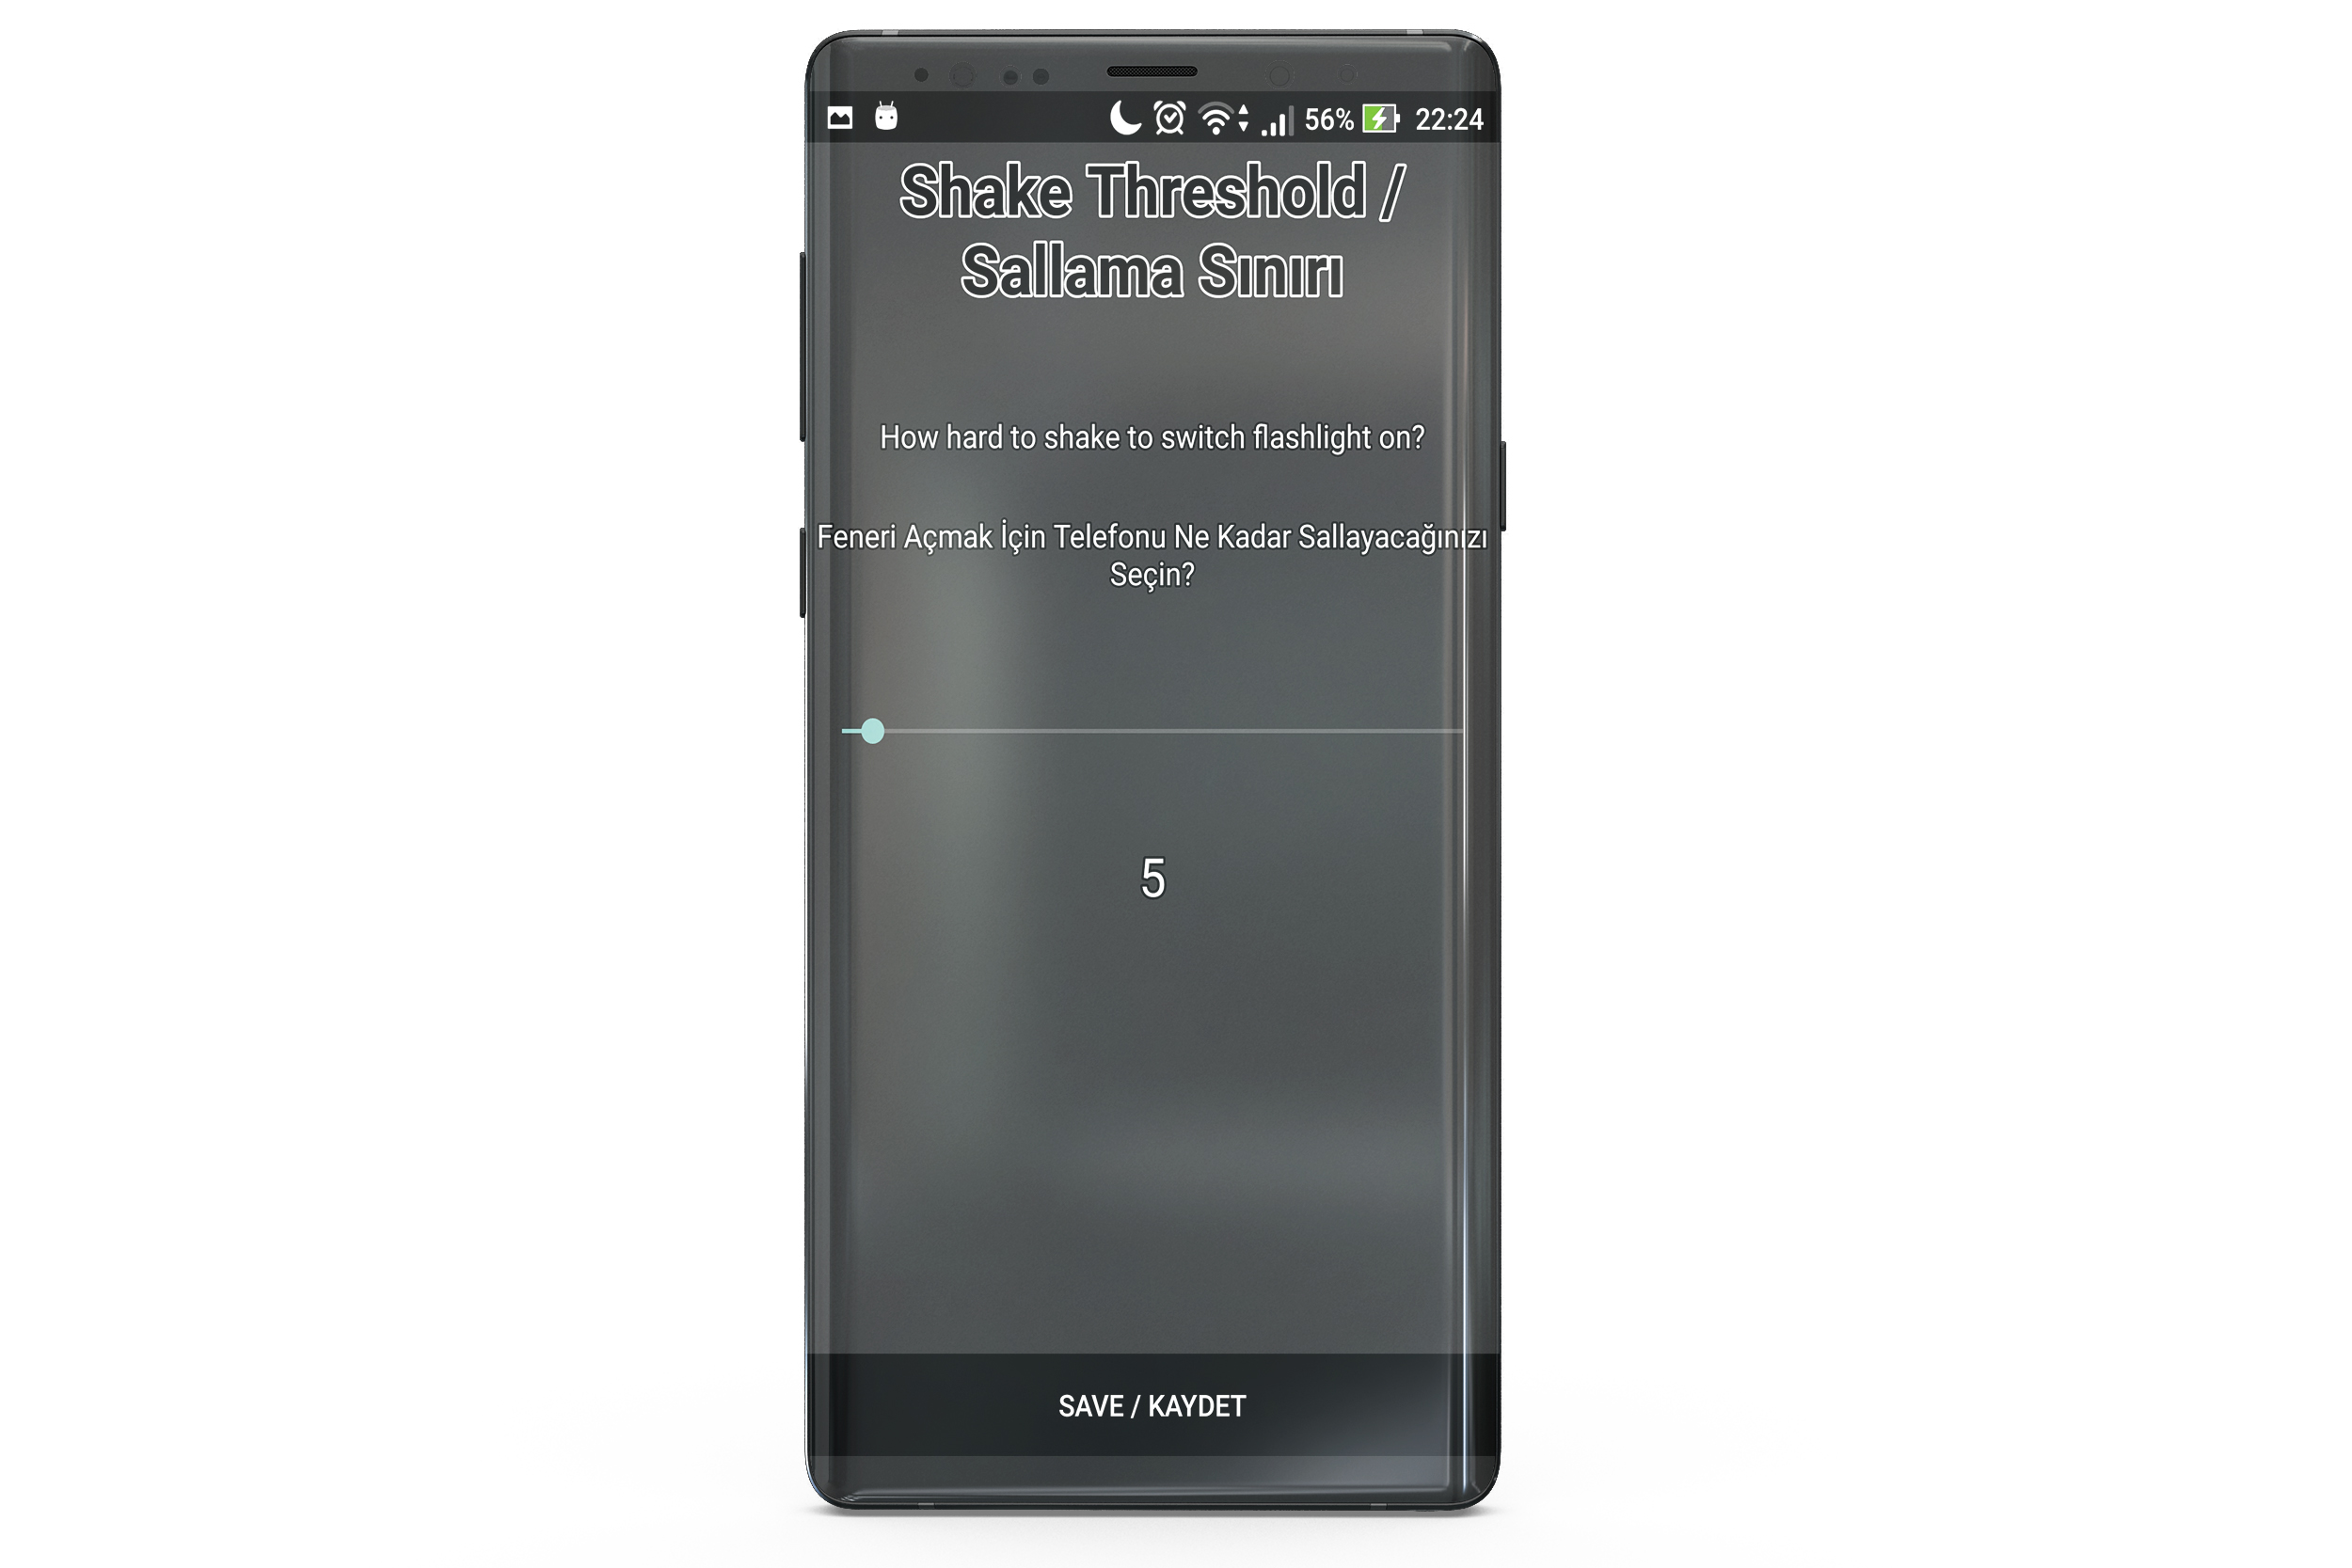 56% 22:24
Shake Threshold /
Sallama Sınırı
How hard to shake to switch flashlight on?
Feneri Açmak İçin Telefonu Ne Kadar Sallayacağınızı
Seçin?
5
SAVE / KAYDET